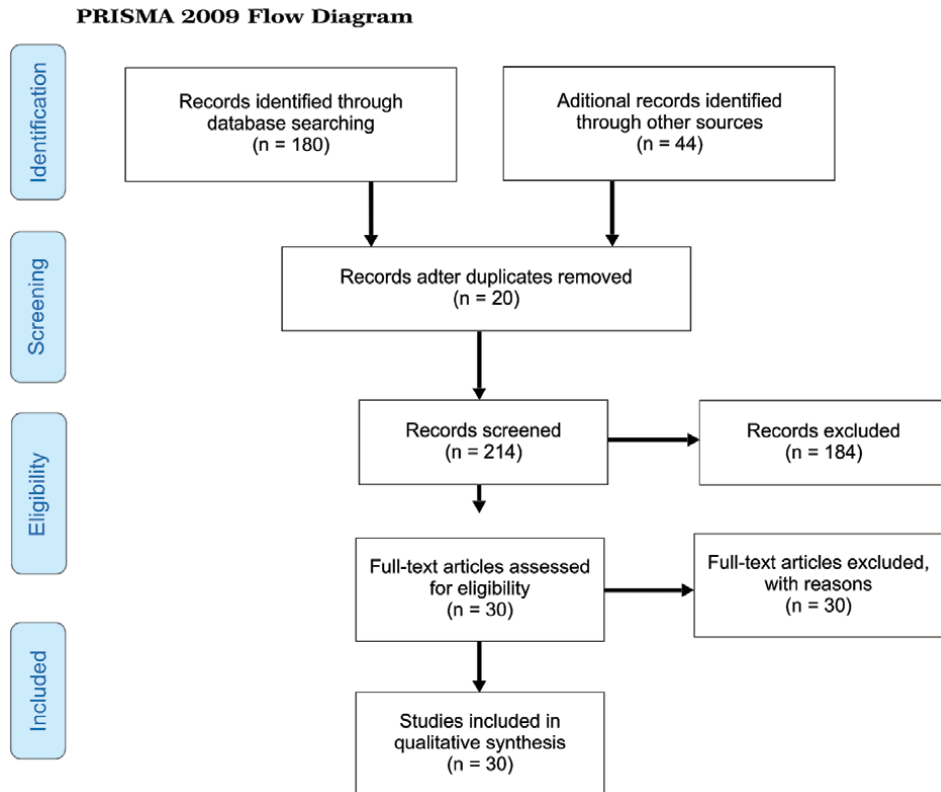 PRISMA 2009 Flow Diagram
Identification
Records identified through
database searching
(n = 180)
Aditional records identified
through other sources
(n = 44)
Screening
Records adter duplicates removed
(n = 20)
Eligibility
Records screened
(n = 214)
Records excluded
(n = 184)
Full-text articles assessed
for eligibility
(n = 30)
Full-text articles excluded,
with reasons
(n = 30)
Included
Studies included in
qualitative synthesis
(n = 30)